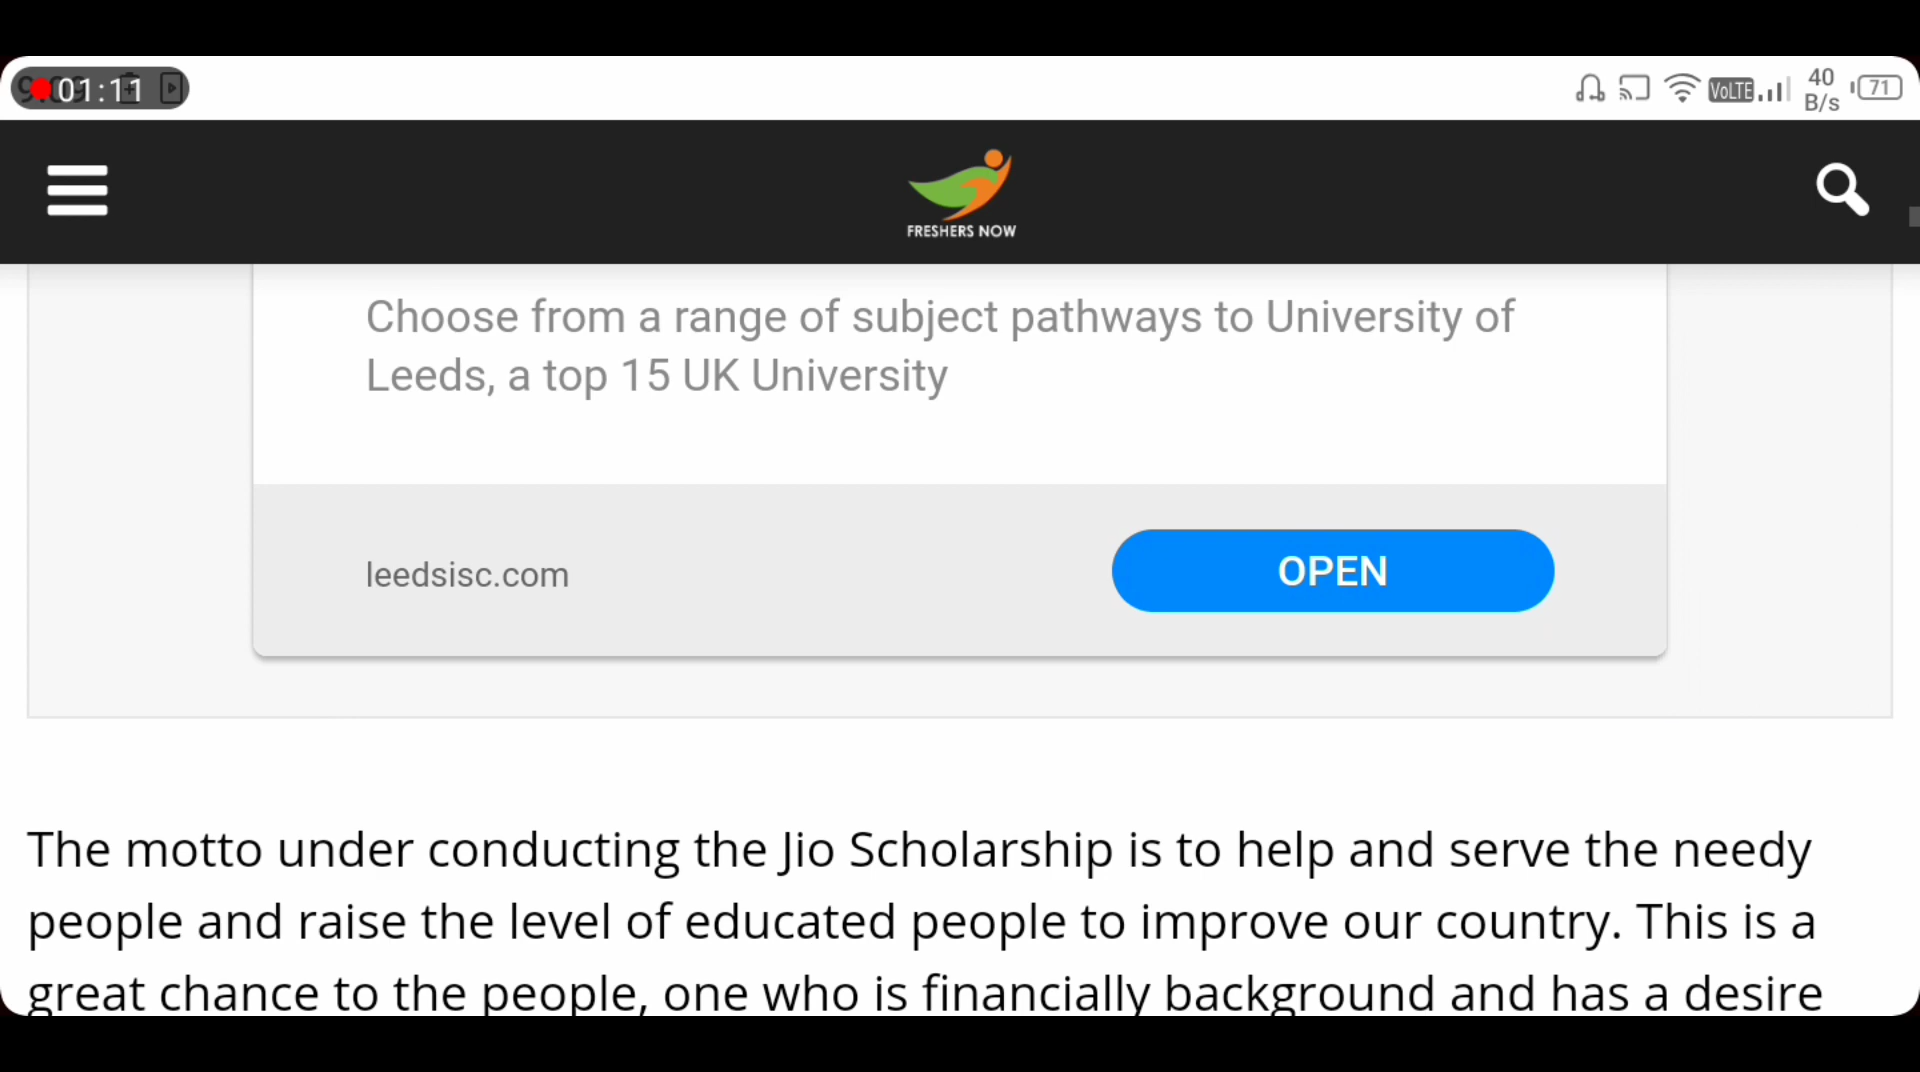 01:11
VoLTE
40
B/s
71
FRESHERS NOW
Choose from a range of subject pathways to University of
Leeds, a top 15 UK University
leedsisc.com
OPEN
The motto under conducting the Jio Scholarship is to help and serve the needy
people and raise the level of educated people to improve our country. This is a
great chance to the people, one who is financially background and has a desire